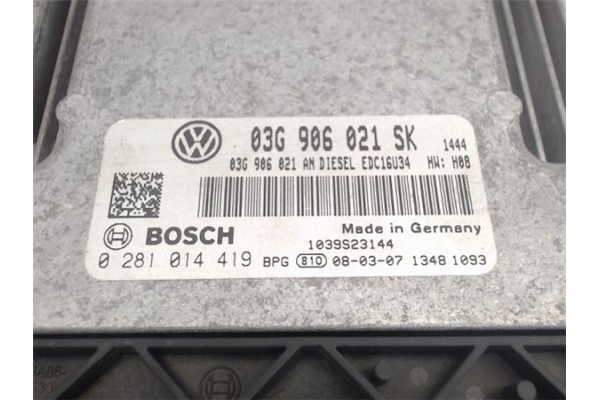 03G 906 021 SK 1444
03G 906 021 AN DIESEL EDC16U34 HW: H08
BOSCH Made in Germany
1039S23144
0 281 014 419 BPG 810 08-03-07 1348 1093